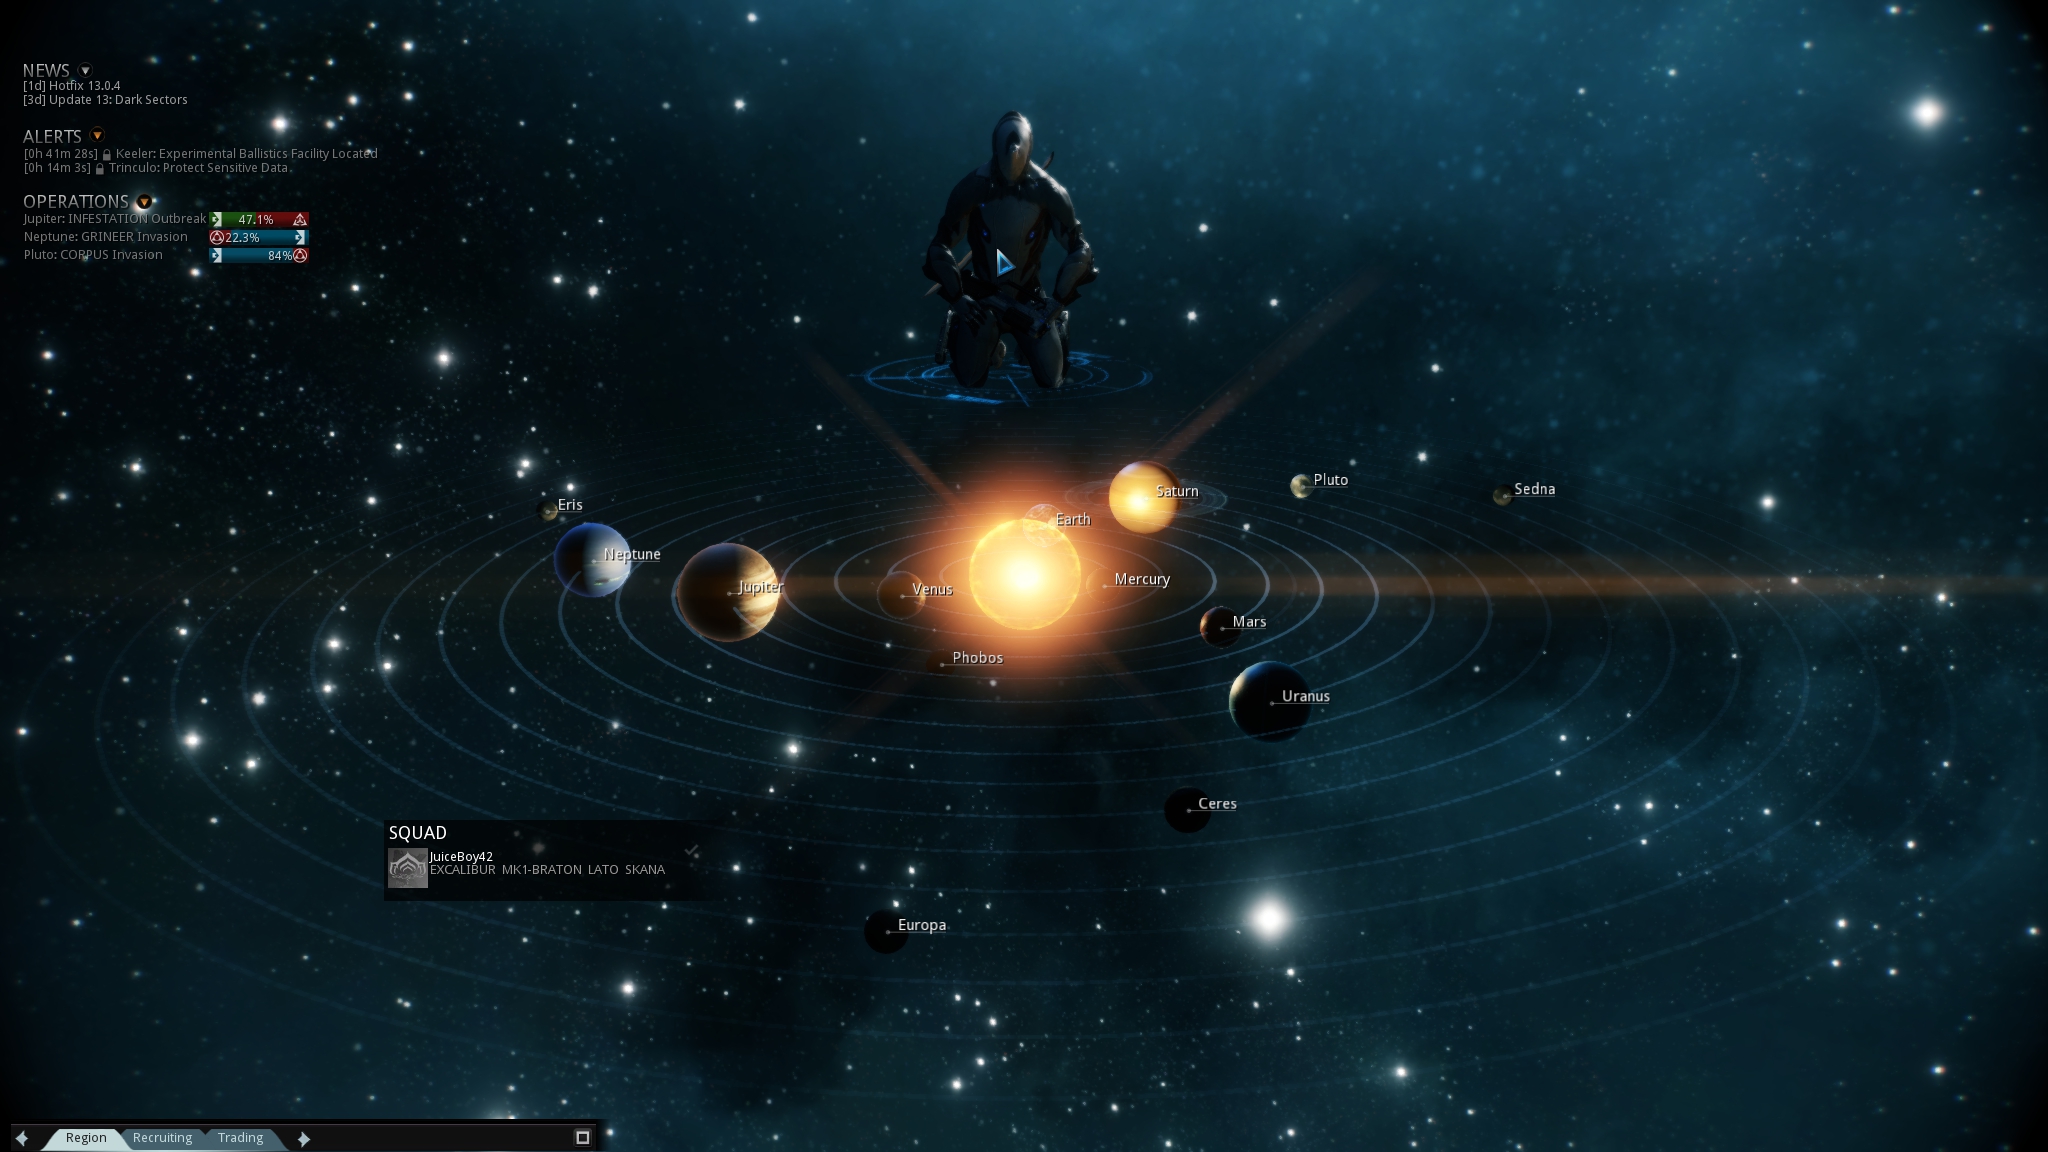 NEWS
[1d] Hotfix 13.0.4
[3d] Update 13: Dark Sectors
ALERTS
[0h 41m 28s] Keeler: Experimental Ballistics Facility Located
[0h 14m 3s] Trinculo: Protect Sensitive Data
OPERATIONS
Jupiter: INFESTATION Outbreak 47.1%
Neptune: GRINEER Invasion 22.3%
Pluto: CORPUS Invasion 84%
Pluto
Sedna
Saturn
Eris
Earth
Neptune
Mercury
Jupiter
Venus
Mars
Phobos
Uranus
Ceres
SQUAD
JuiceBoy42
EXCALIBUR MK1-BRATON LATO SKANA
Europa
Region Recruiting Trading